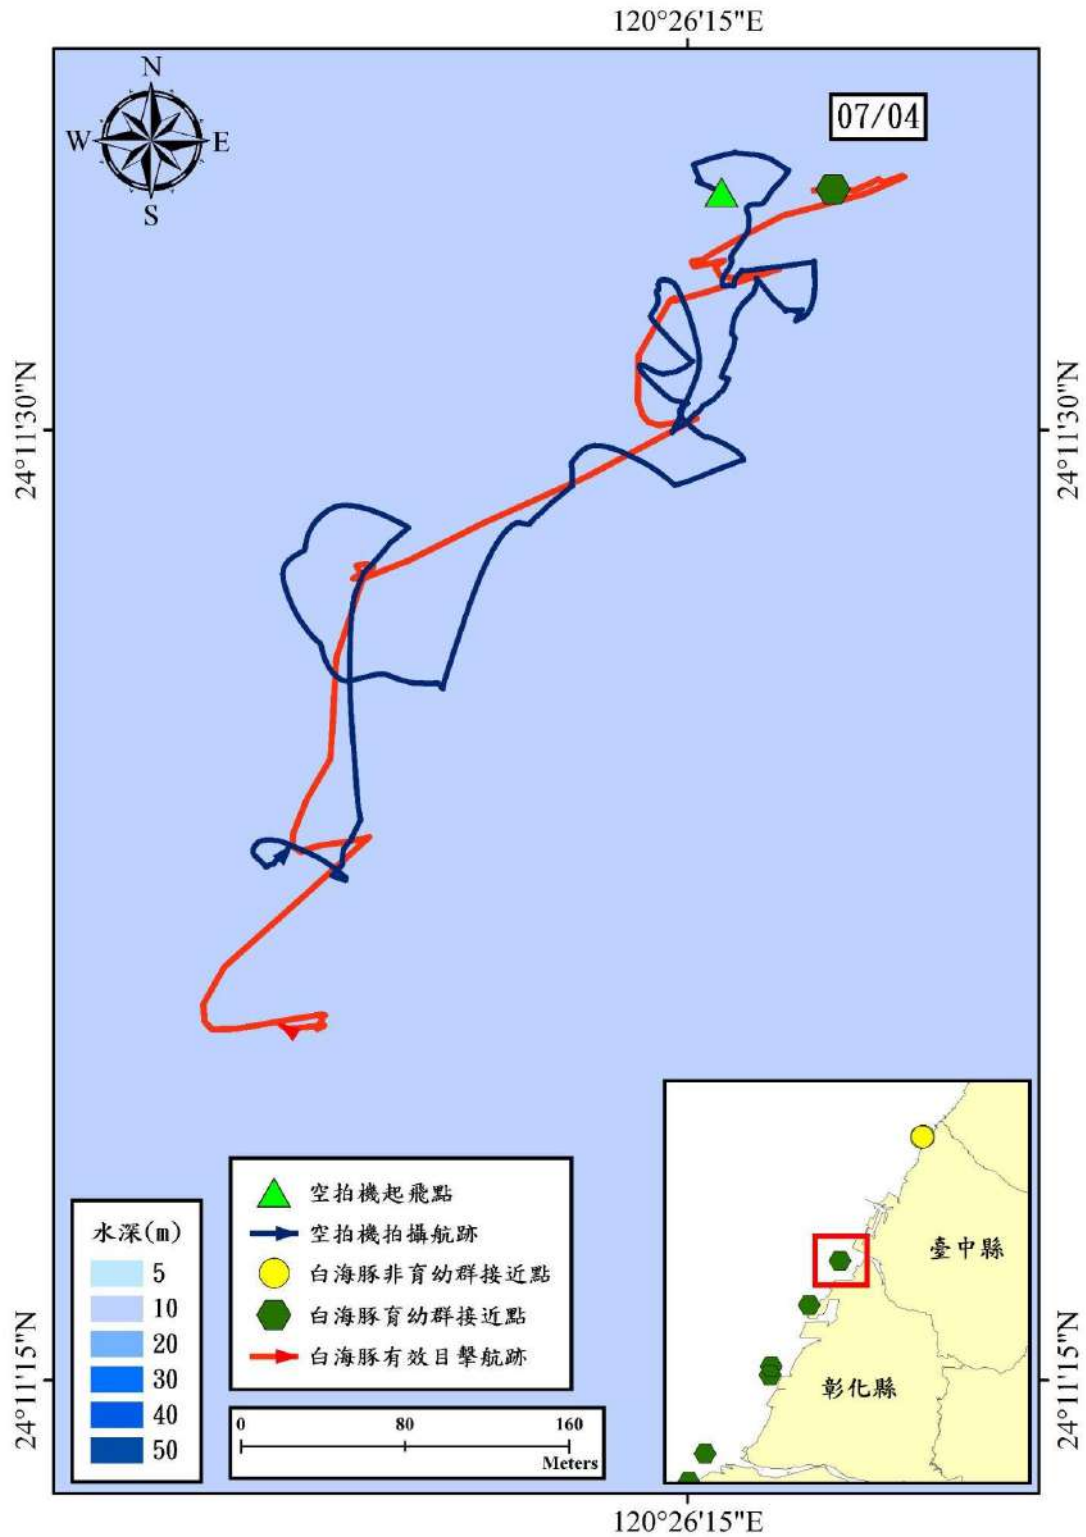 120°26'15"E
N
W
E
S
07/04
24°11'30"N
24°11'30"N
空拍機起飛點
空拍機拍攝航跡
白海豚非育幼群接近點
白海豚育幼群接近點
白海豚有效目擊航跡
水深(m)
5
10
20
30
40
50
0 80 160
Meters
臺中縣
彰化縣
24°11'15"N
24°11'15"N
120°26'15"E